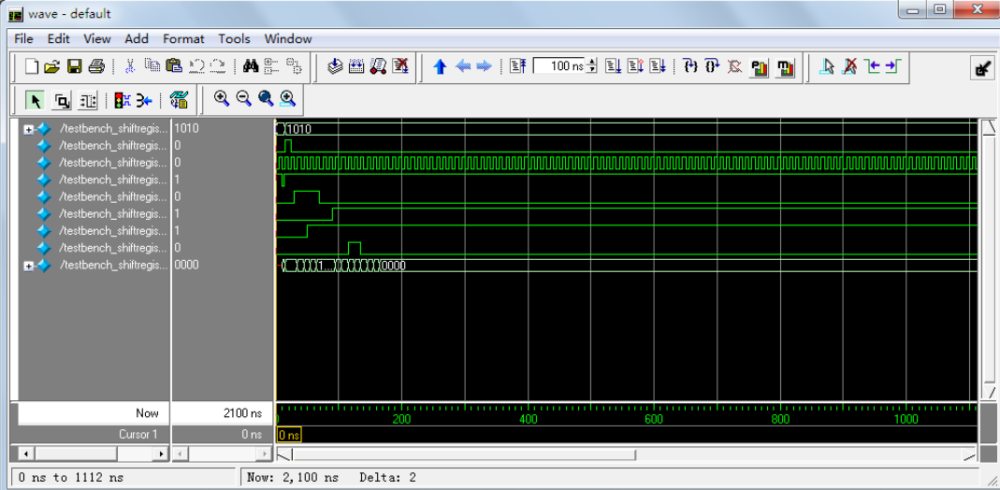 wave - default
File Edit View Add Format Tools Window
100 ns
/testbench_shiftregis... 1010 1010
/testbench_shiftregis... 0
/testbench_shiftregis... 0
/testbench_shiftregis... 1
/testbench_shiftregis... 0
/testbench_shiftregis... 1
/testbench_shiftregis... 1
/testbench_shiftregis... 0
/testbench_shiftregis... 0000 1... 0000
Now 2100 ns 200 400 600 800 1000
Cursor 1 0 ns 0 ns
0 ns to 1112 ns Now: 2,100 ns Delta: 2